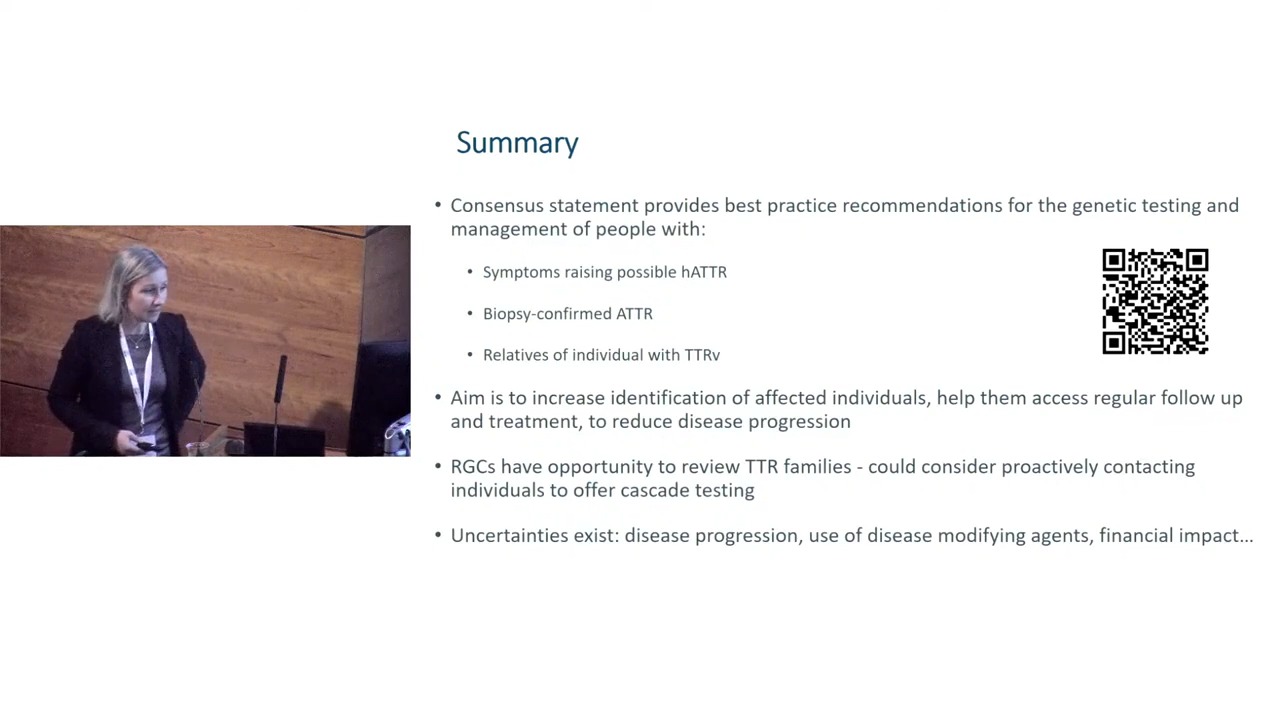 Summary
• Consensus statement provides best practice recommendations for the genetic testing and
management of people with:
• Symptoms raising possible hATTR
• Biopsy-confirmed ATTR
• Relatives of individual with TTRv
• Aim is to increase identification of affected individuals, help them access regular follow up
and treatment, to reduce disease progression
• RGCs have opportunity to review TTR families - could consider proactively contacting
individuals to offer cascade testing
• Uncertainties exist: disease progression, use of disease modifying agents, financial impact…